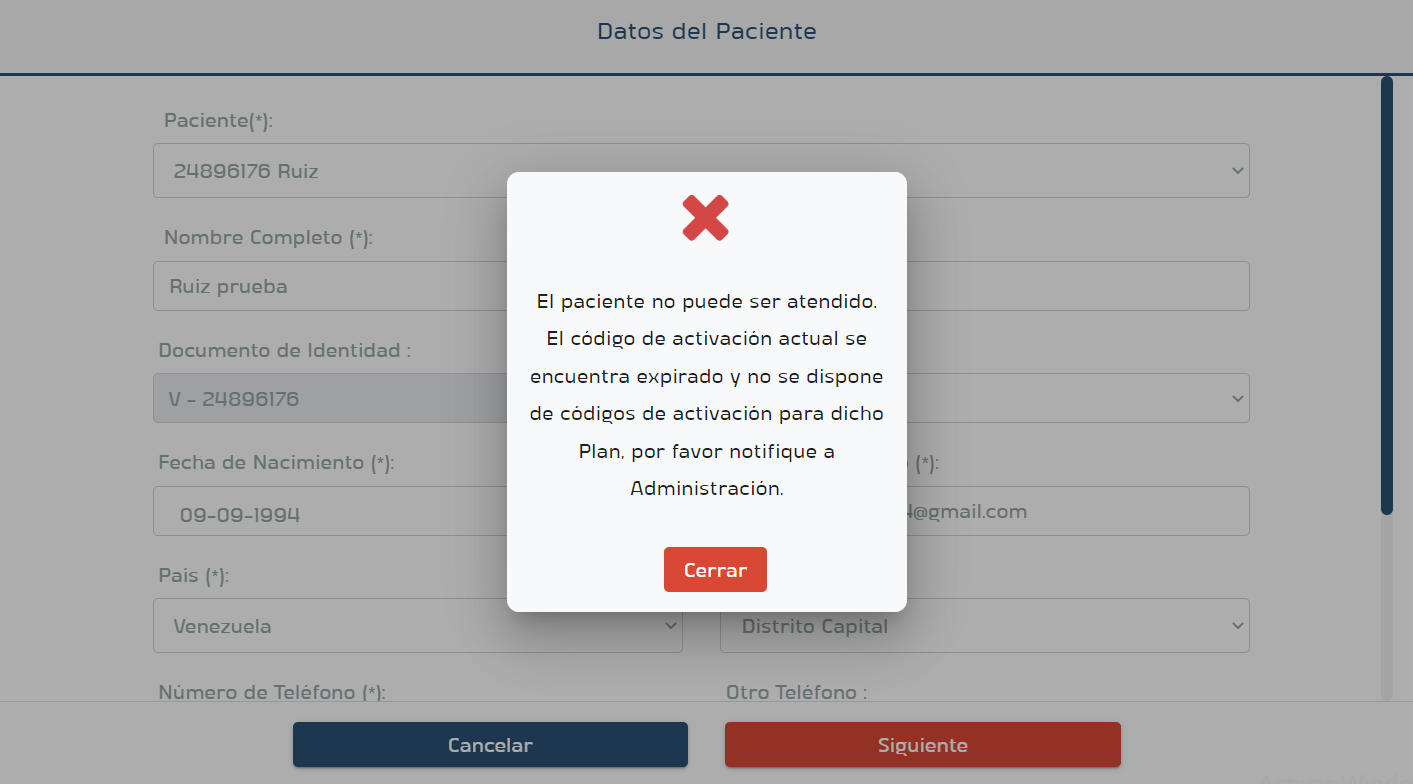 Datos del Paciente
Paciente(*):
24896176 Ruiz
Nombre Completo (*):
Ruiz prueba
Documento de Identidad :
V - 24896176
Fecha de Nacimiento (*):
(*):
09-09-1994
@gmail.com
Pais (*):
Venezuela
Distrito Capital
Número de Teléfono (*):
Otro Teléfono :
El paciente no puede ser atendido.
El código de activación actual se
encuentra expirado y no se dispone
de códigos de activación para dicho
Plan, por favor notifique a
Administración.
Cerrar
Cancelar
Siguiente